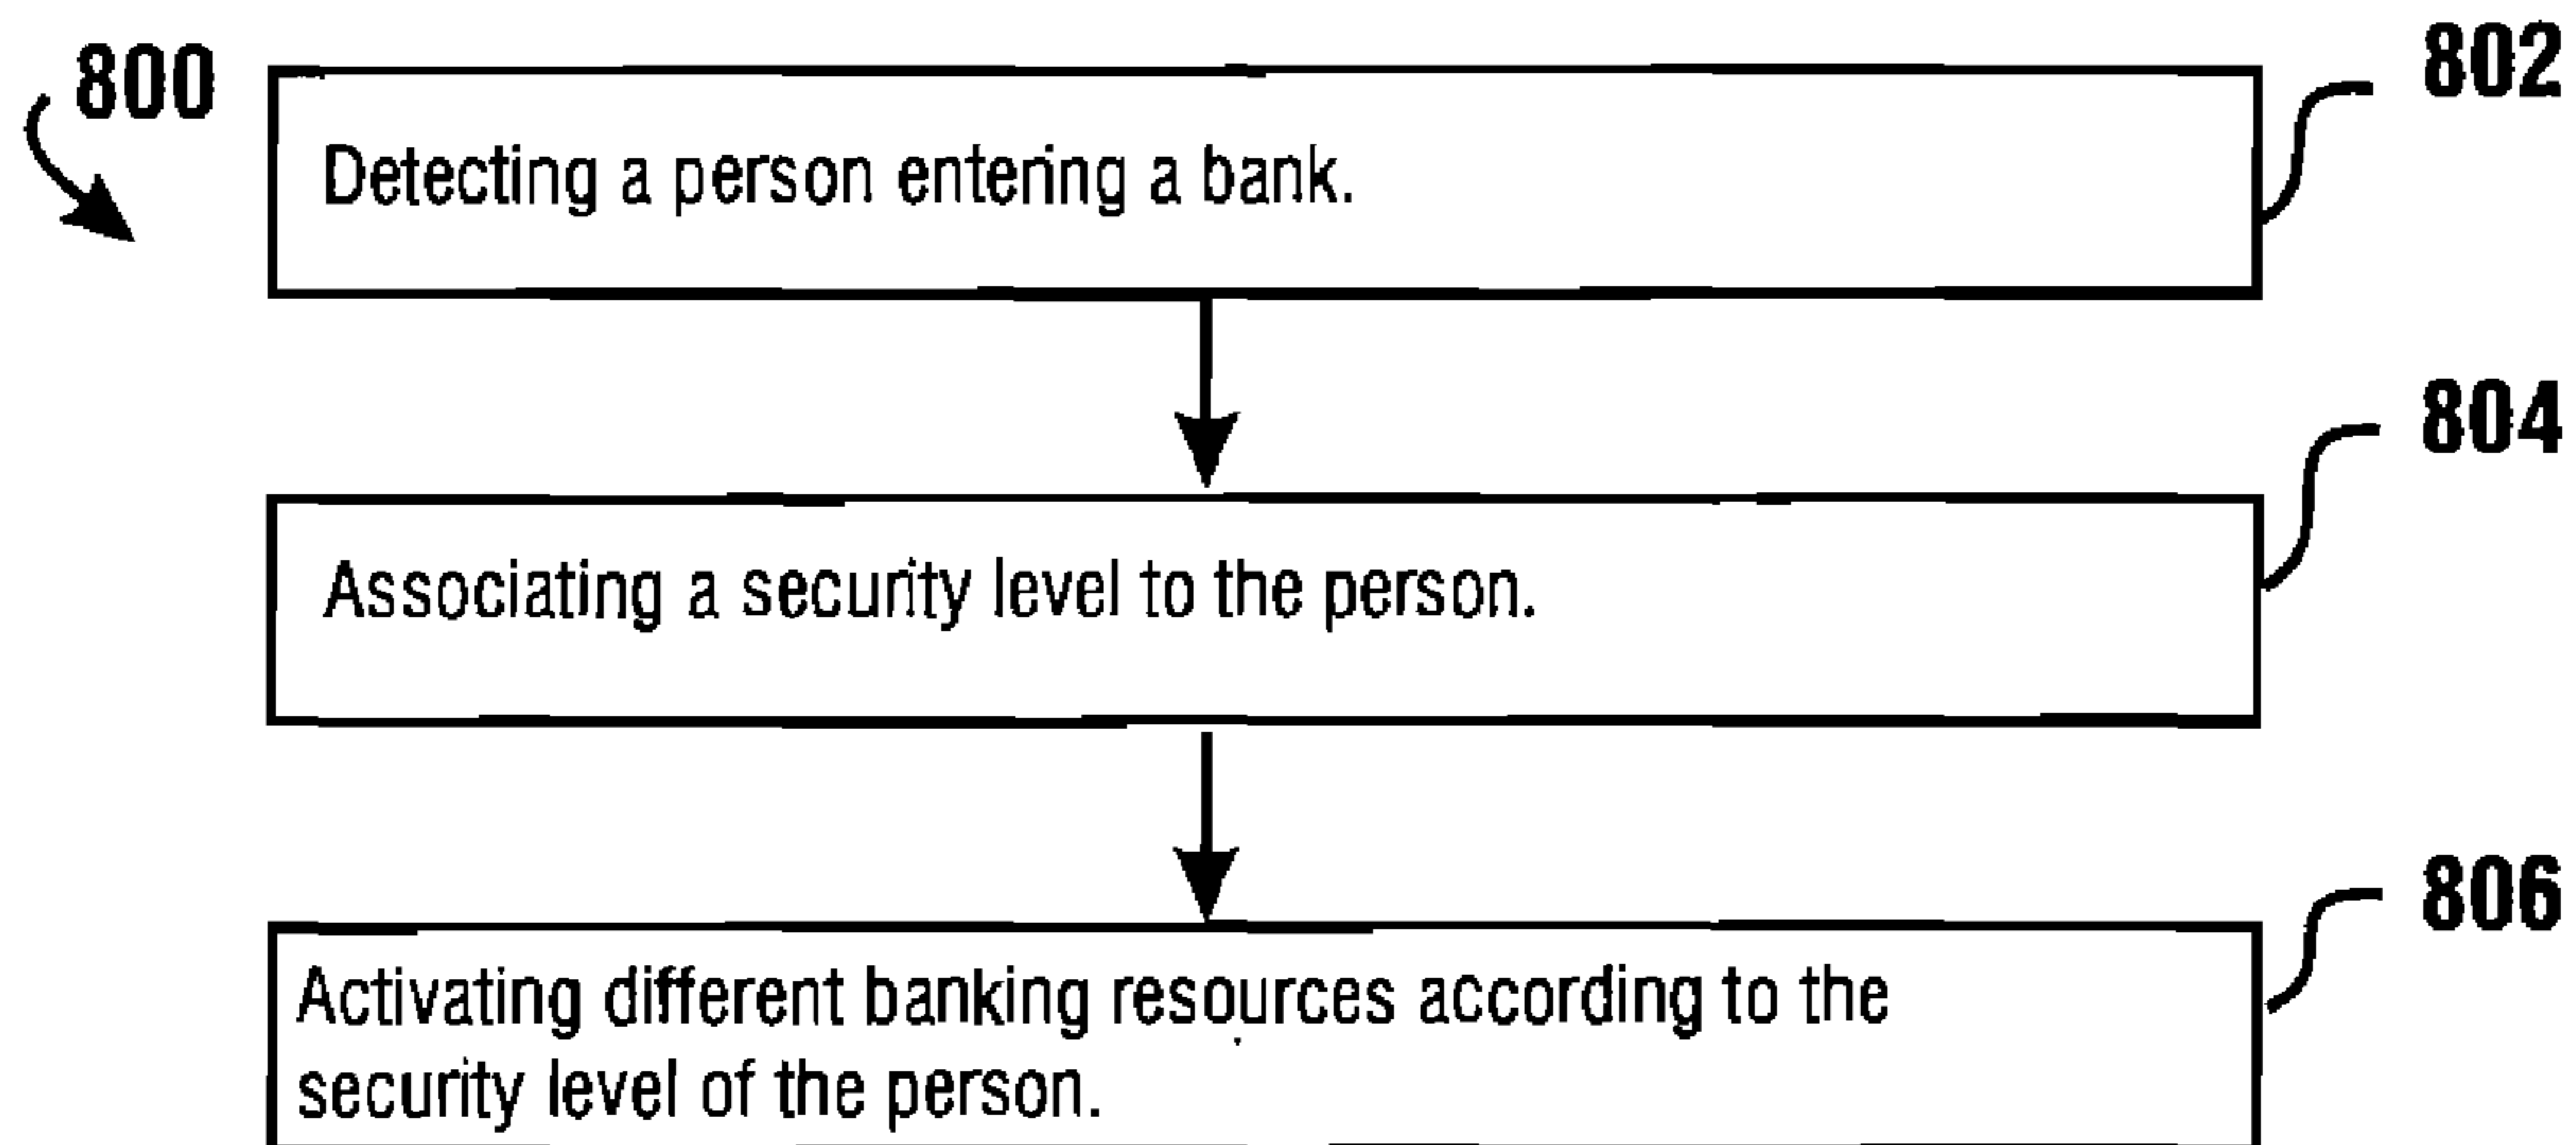 800
802
Detecting a person entering a bank.
804
Associating a security level to the person.
806
Activating different banking resources according to the
security level of the person.